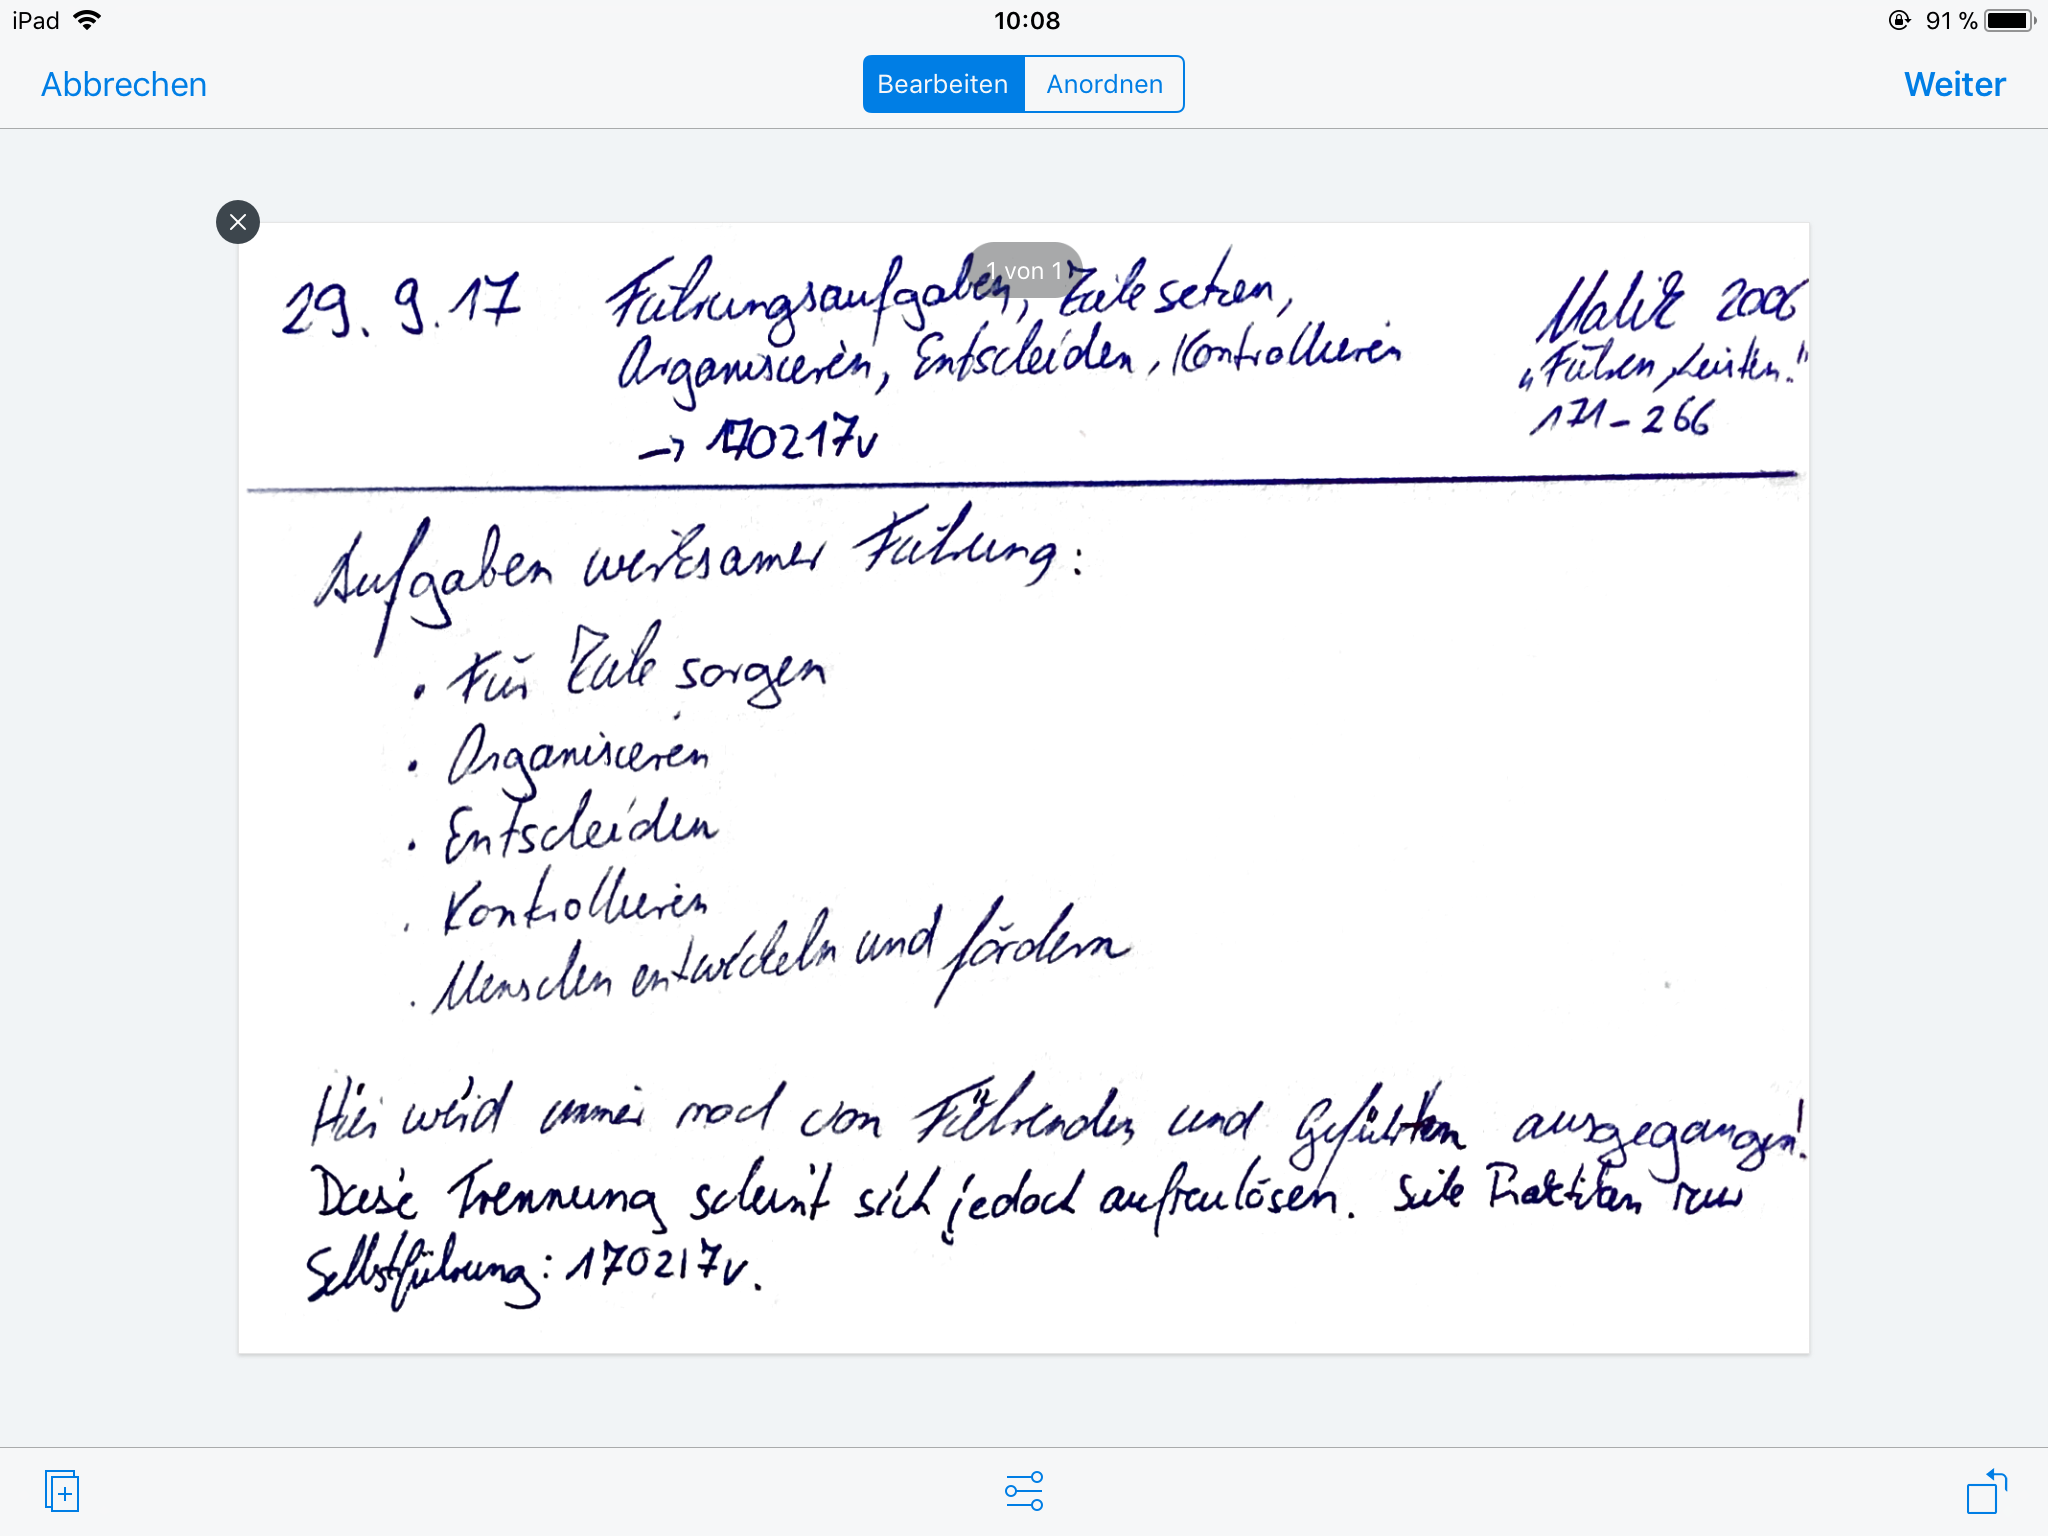 iPad 10:08 91 %
Abbrechen Bearbeiten Anordnen Weiter
1 von 1
29.9.17 Führungsaufgaben, Ziele setzen, Malik 2006
Organisieren, Entscheiden, Kontrollieren „Führen, Leisten.."
→ 170217v 171-266
Aufgaben wirksamer Führung:
• Für Ziele sorgen
• Organisieren
• Entscheiden
• Kontrollieren
• Menschen entwickeln und fördern
Hier wird immer noch von Führenden und Geführten ausgegangen!
Diese Trennung scheint sich jedoch aufzulösen. Siehe Praktiken zur
Selbstführung: 170217v.